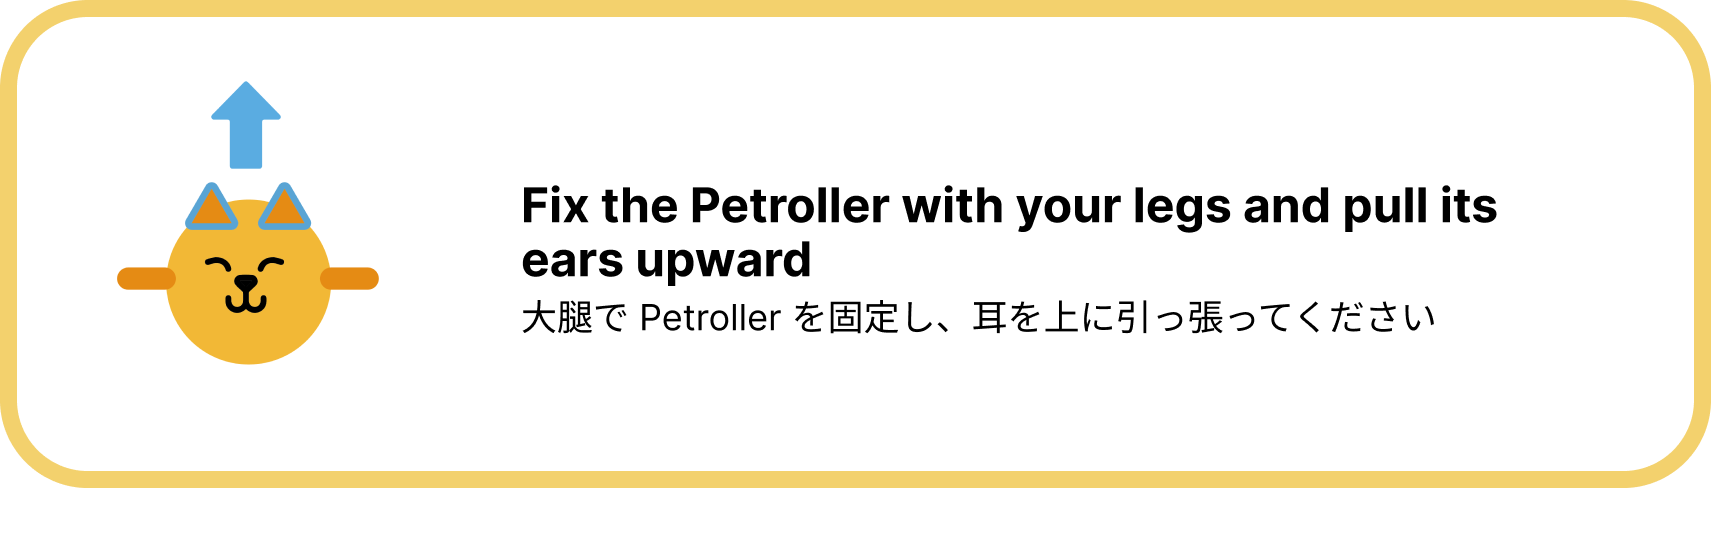 Fix the Petroller with your legs and pull its
ears upward
大腿で Petroller を固定し、耳を上に引っ張ってください